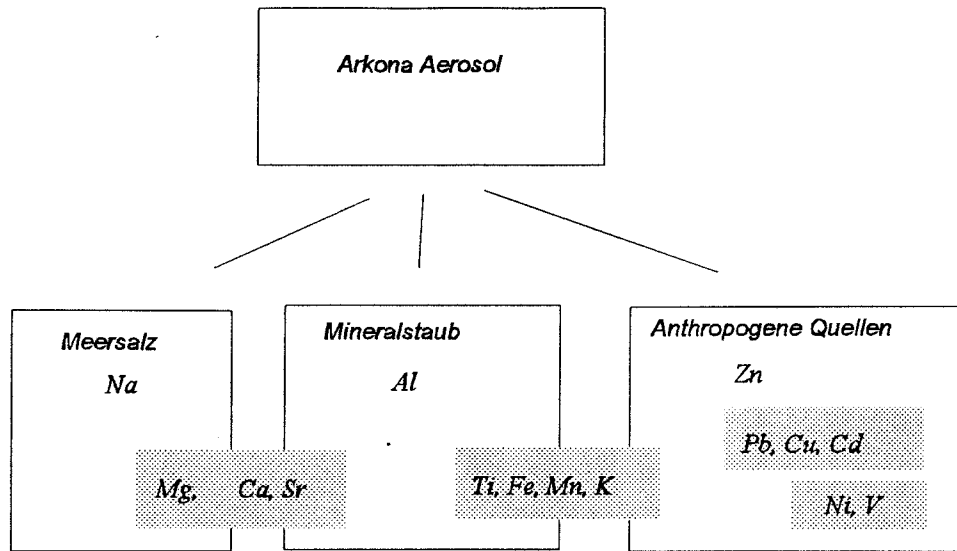 Arkona Aerosol
Meersalz
Na
Mineralstaub
Al
Anthropogene Quellen
Zn
Pb, Cu, Cd
Mg, Ca, Sr
Ti, Fe, Mn, K
Ni, V